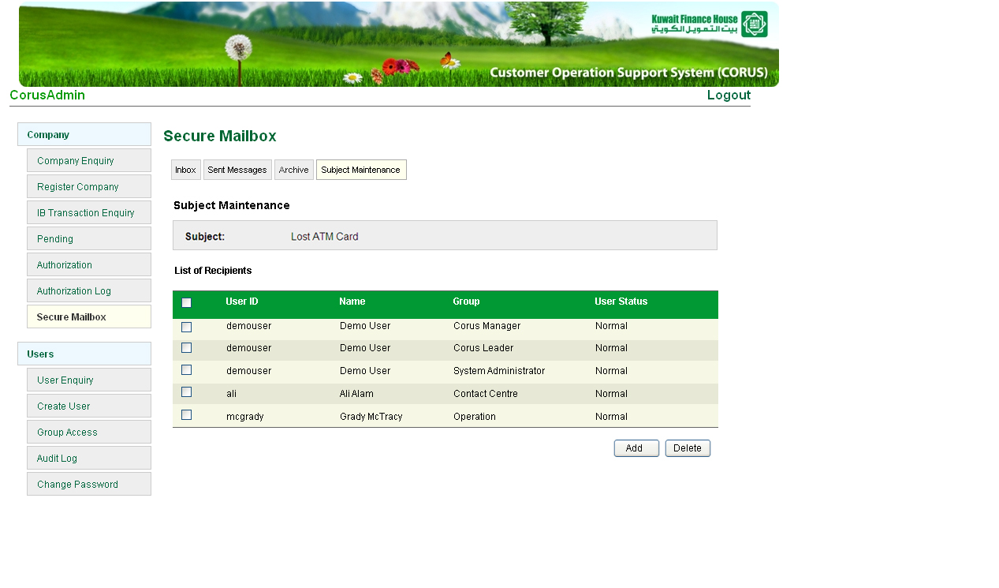 Kuwait Finance House
بيت التمويل الكويتي
Customer Operation Support System (CORUS)
CorusAdmin Logout
Company
Company Enquiry
Register Company
IB Transaction Enquiry
Pending
Authorization
Authorization Log
Secure Mailbox
Users
User Enquiry
Create User
Group Access
Audit Log
Change Password
Secure Mailbox
Inbox Sent Messages Archive Subject Maintenance
Subject Maintenance
Subject: Lost ATM Card
List of Recipients
User ID Name Group User Status
demouser Demo User Corus Manager Normal
demouser Demo User Corus Leader Normal
demouser Demo User System Administrator Normal
ali Ali Alam Contact Centre Normal
mcgrady Grady McTracy Operation Normal
Add Delete